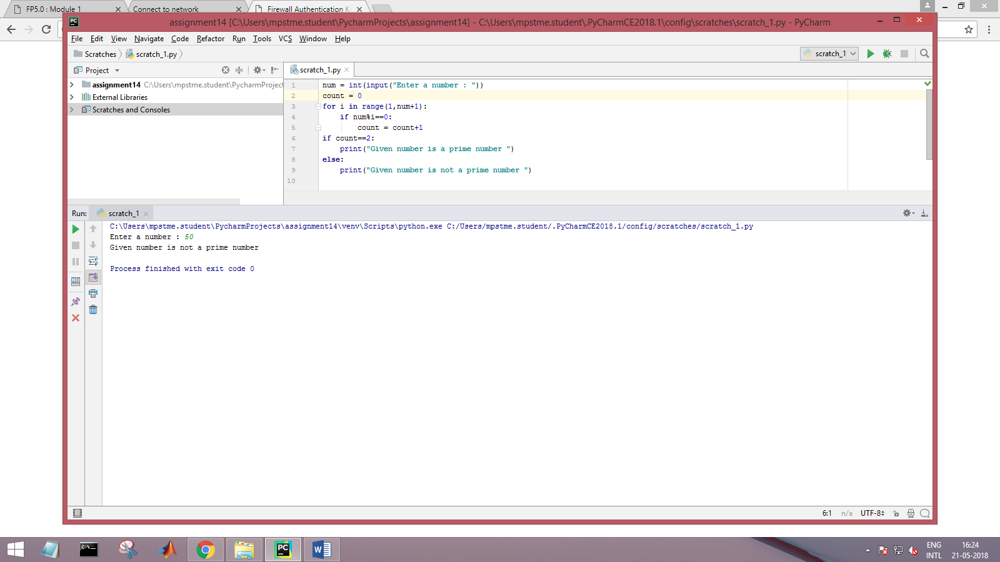 FP5.0 : Module 1
Connect to network
Firewall Authentication K
assignment14 [C:\Users\mpstme.student\PycharmProjects\assignment14] - C:\Users\mpstme.student\.PyCharmCE2018.1\config\scratches\scratch_1.py - PyCharm
File Edit View Navigate Code Refactor Run Tools VCS Window Help
Scratches scratch_1.py
scratch_1
Project
scratch_1.py
assignment14 C:\Users\mpstme.student\PycharmProject
External Libraries
Scratches and Consoles
1 num = int(input("Enter a number : "))
2 count = 0
3 for i in range(1,num+1):
4     if num%i==0:
5         count = count+1
6 if count==2:
7     print("Given number is a prime number ")
8 else:
9     print("Given number is not a prime number ")
10
Run: scratch_1
C:\Users\mpstme.student\PycharmProjects\assignment14\venv\Scripts\python.exe C:/Users/mpstme.student/.PyCharmCE2018.1/config/scratches/scratch_1.py
Enter a number : 50
Given number is not a prime number
Process finished with exit code 0
6:1 n/a UTF-8
ENG 16:24
INTL 21-05-2018